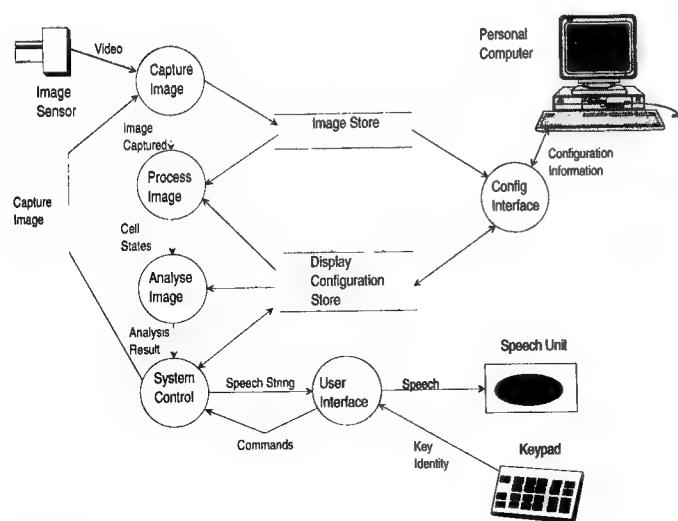 Personal
Computer
Video
Capture
Image
Image
Sensor
Image
Captured
Image Store
Configuration
Information
Process
Image
Config
Interface
Capture
Image
Cell
States
Display
Configuration
Store
Analyse
Image
Analysis
Result
Speech Unit
System
Control
Speech String
User
Interface
Speech
Commands
Key
Identity
Keypad